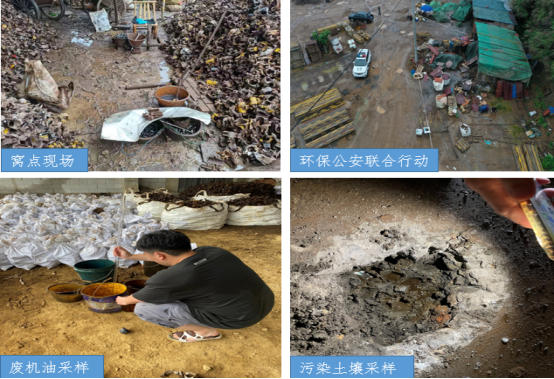 窝点现场
环保公安联合行动
废机油采样
污染土壤采样